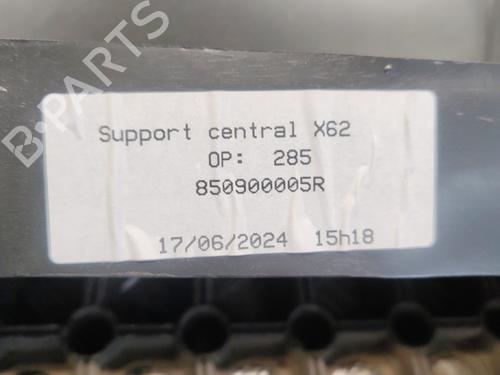 B-PARTS
Support central X62
OP: 285
850900005R
17/06/2024 15h18